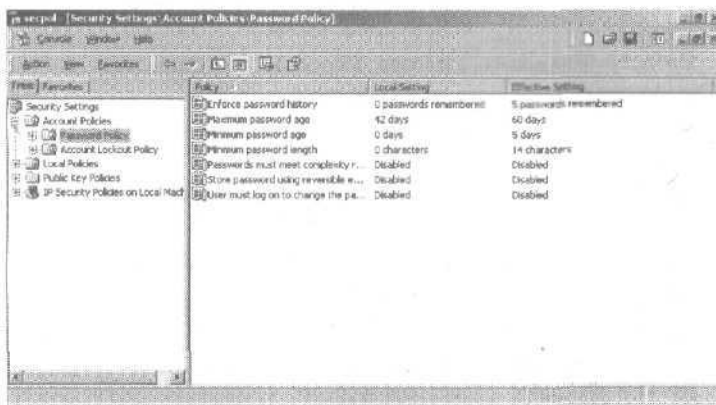 secpol - [Security Settings\Account Policies\Password Policy]
Console Window Help
Action View Favorites
Tree Favorites
Policy Local Setting Effective Setting
Security Settings
Account Policies
Password Policy
Account Lockout Policy
Local Policies
Public Key Policies
IP Security Policies on Local Mach
Enforce password history 0 passwords remembered 5 passwords remembered
Maximum password age 42 days 60 days
Minimum password age 0 days 5 days
Minimum password length 0 characters 14 characters
Passwords must meet complexity r... Disabled Disabled
Store password using reversible e... Disabled Disabled
User must log on to change the pa... Disabled Disabled